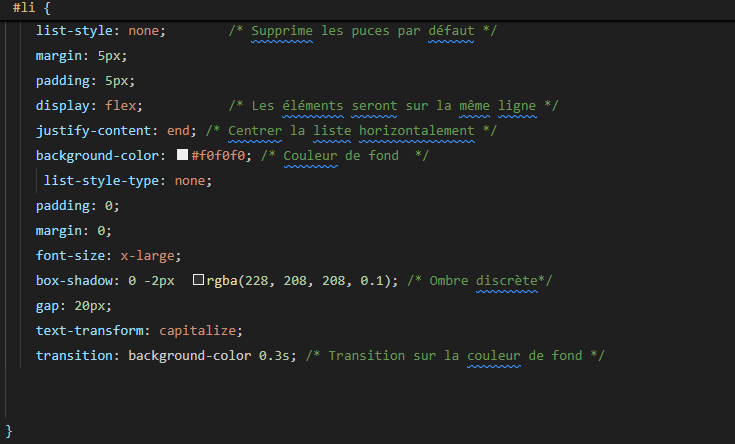 #li {
list-style: none; /* Supprime les puces par défaut */
margin: 5px;
padding: 5px;
display: flex; /* Les éléments seront sur la même ligne */
justify-content: end; /* Centrer la liste horizontalement */
background-color: #f0f0f0; /* Couleur de fond  */
list-style-type: none;
padding: 0;
margin: 0;
font-size: x-large;
box-shadow: 0 -2px  rgba(228, 208, 208, 0.1); /* Ombre discrète*/
gap: 20px;
text-transform: capitalize;
transition: background-color 0.3s; /* Transition sur la couleur de fond */
}